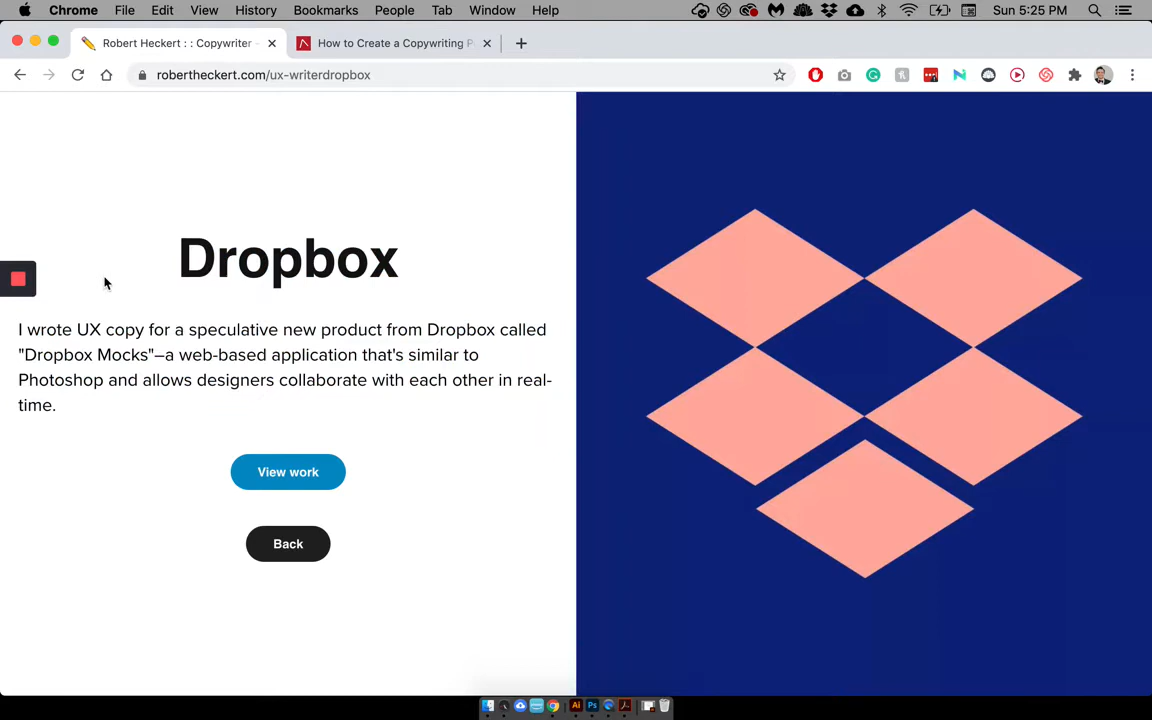 Chrome File Edit View History Bookmarks People Tab Window Help Sun 5:25 PM
Robert Heckert : : Copywriter - How to Create a Copywriting P
robertheckert.com/ux-writerdropbox
Dropbox
I wrote UX copy for a speculative new product from Dropbox called
"Dropbox Mocks"–a web-based application that's similar to
Photoshop and allows designers collaborate with each other in real-
time.
View work
Back
Ai Ps